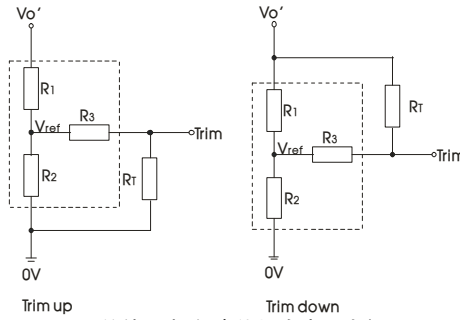 Vo’
Vo’
R1
Vref
R3
Trim
R2
RT
0V
Trim up
R1
Vref
R3
RT
Trim
R2
0V
Trim down